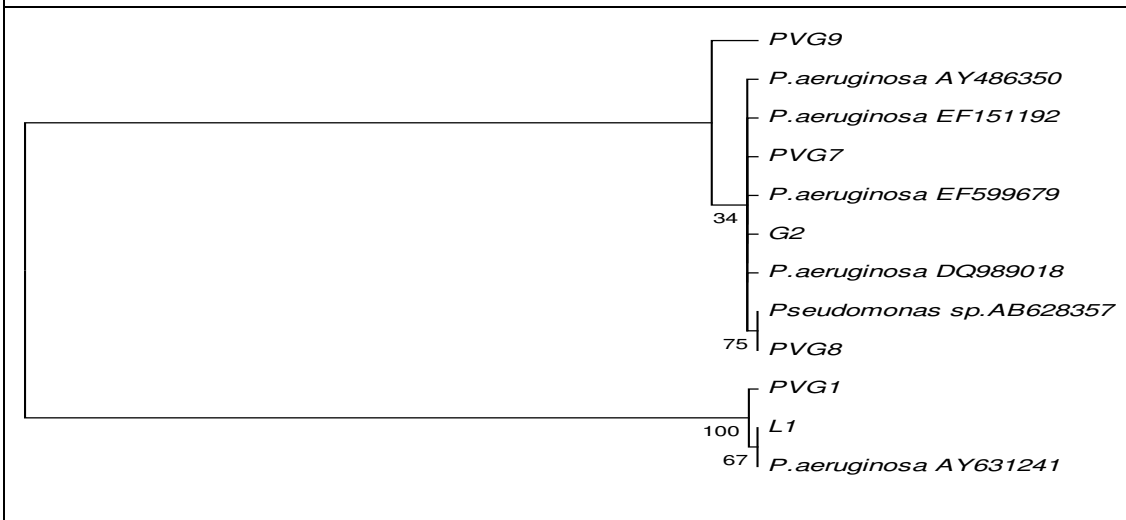 PVG9
P.aeruginosa AY486350
P.aeruginosa EF151192
PVG7
P.aeruginosa EF599679
34
G2
P.aeruginosa DQ989018
Pseudomonas sp.AB628357
75
PVG8
PVG1
100
L1
67
P.aeruginosa AY631241